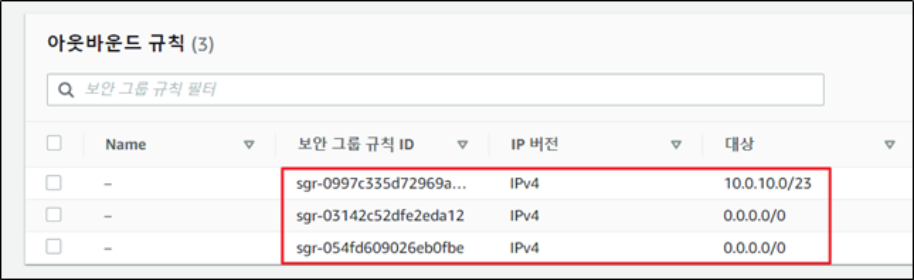 아웃바운드 규칙 (3)
보안 그룹 규칙 필터
Name 보안 그룹 규칙 ID IP 버전 대상
– sgr-0997c335d72969a... IPv4 10.0.10.0/23
– sgr-03142c52dfe2eda12 IPv4 0.0.0.0/0
– sgr-054fd609026eb0fbe IPv4 0.0.0.0/0